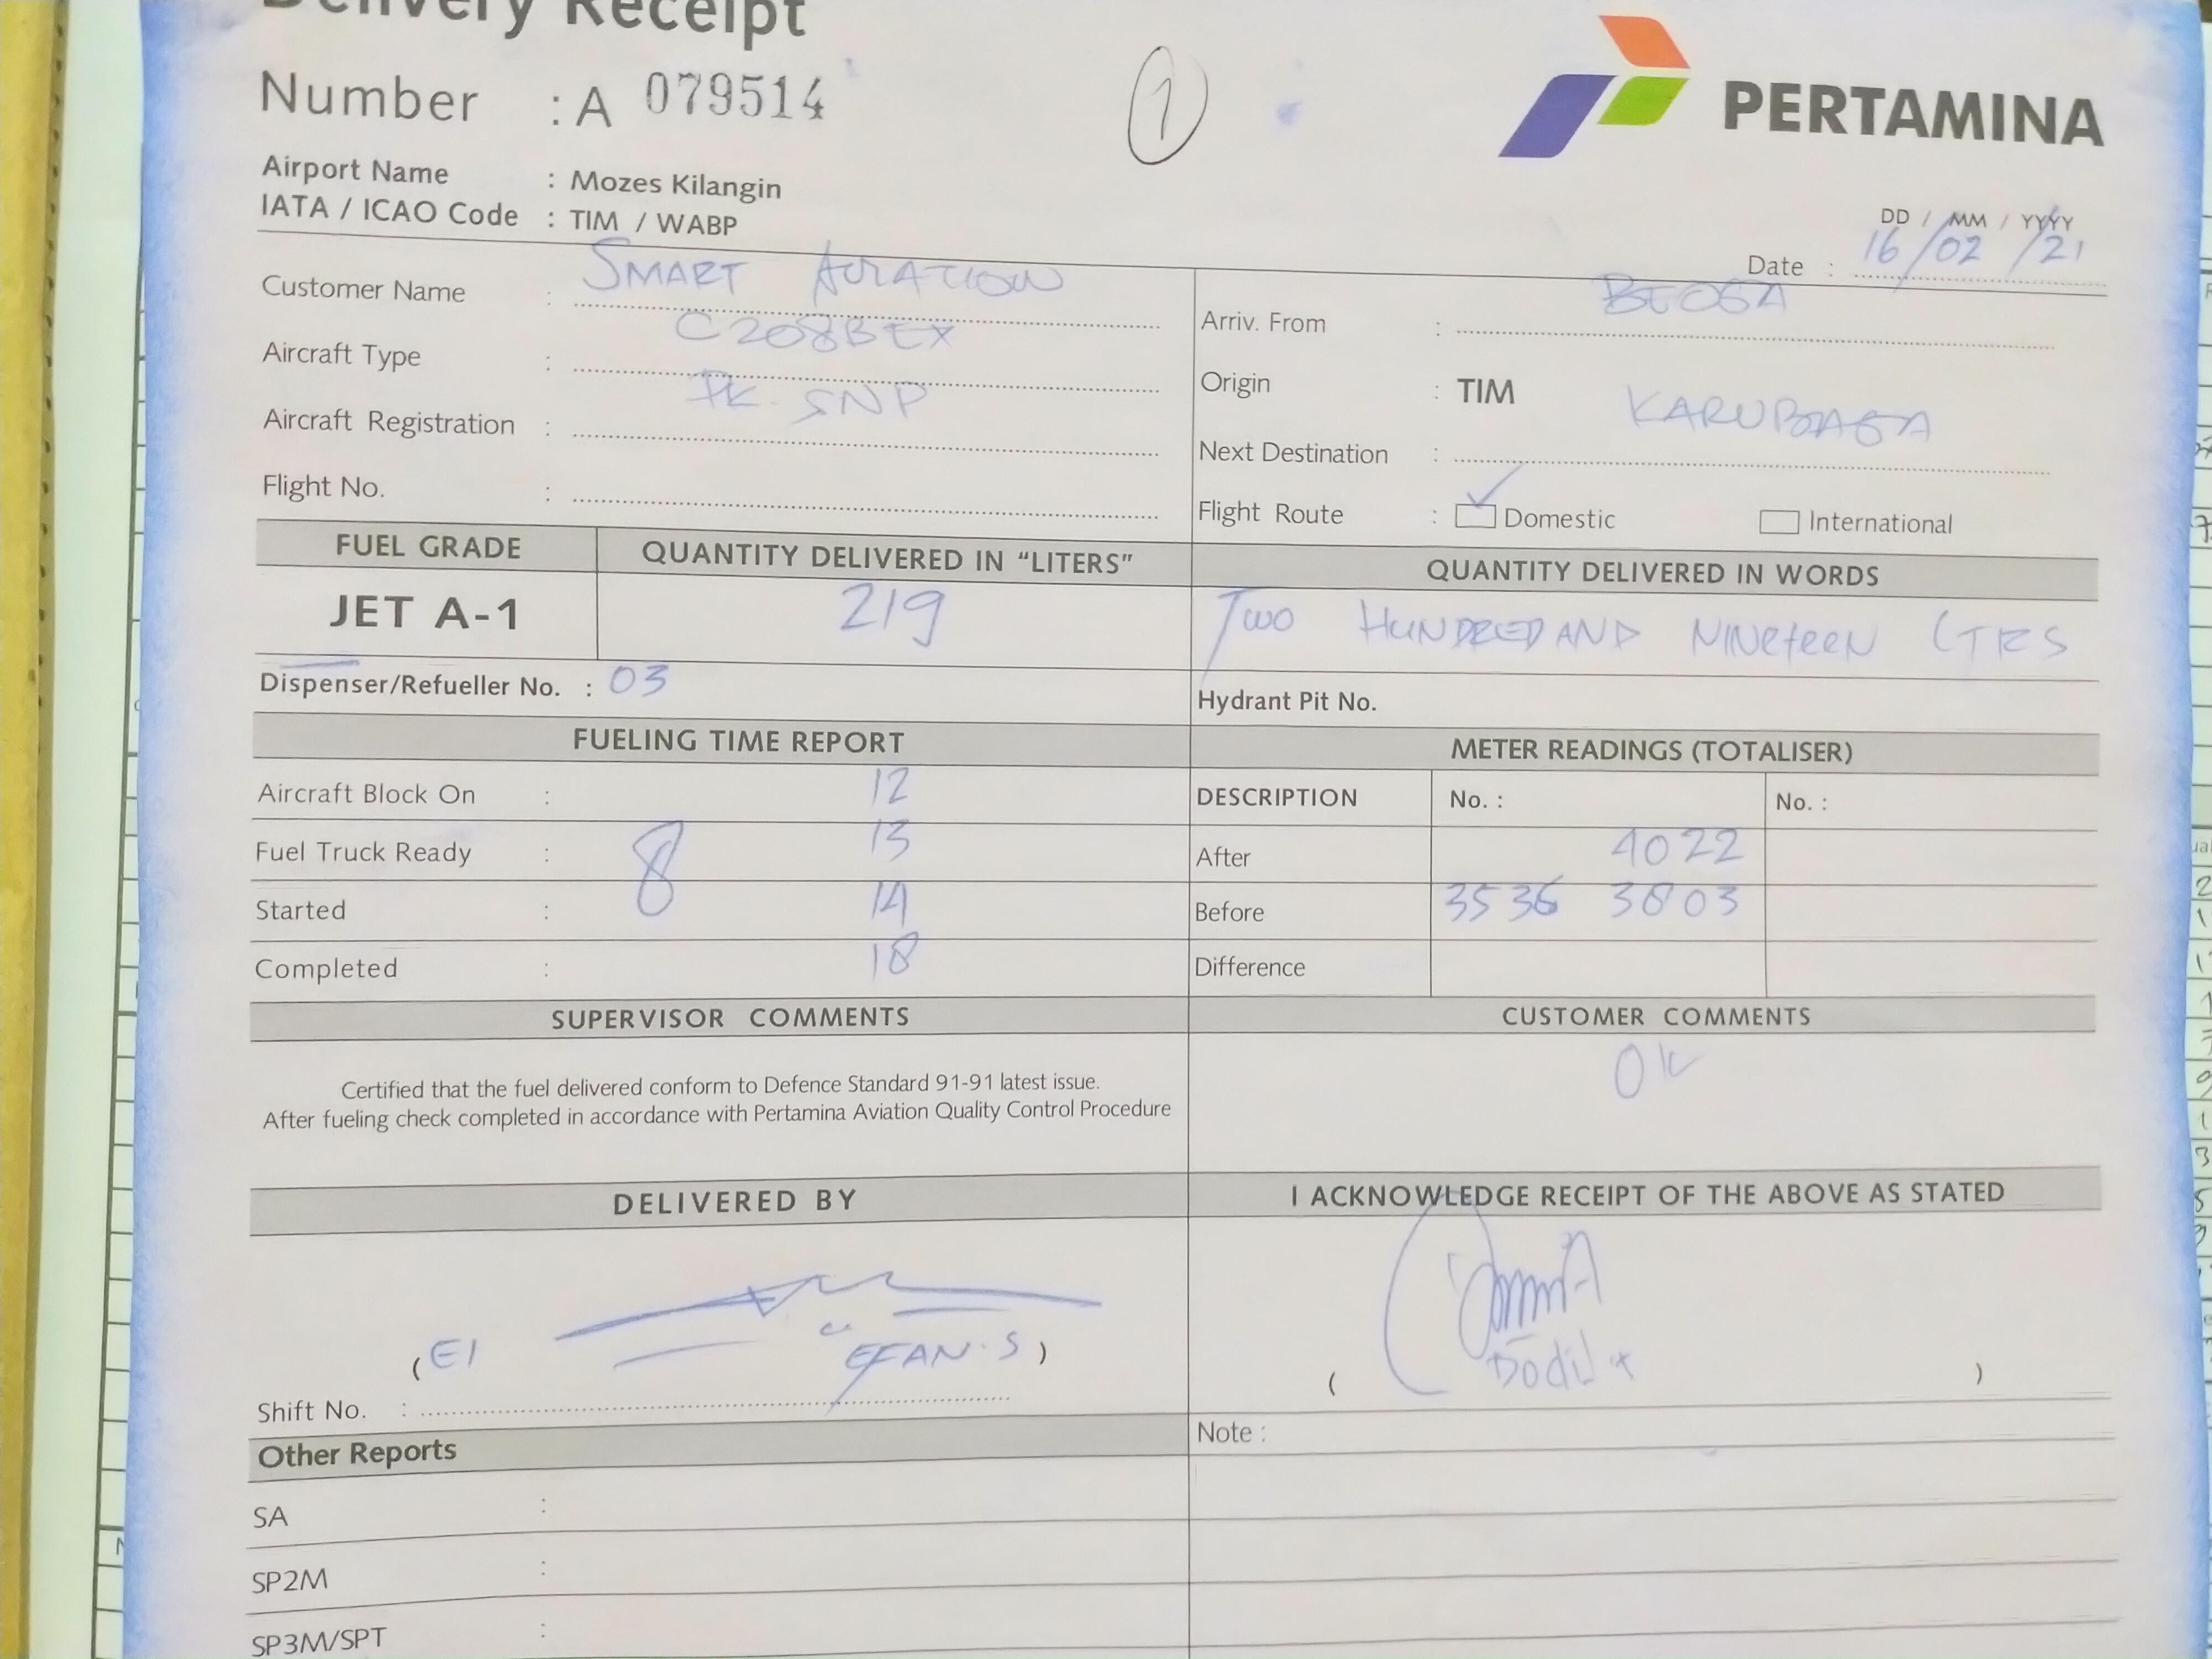 Delivery Receipt
Number : A 079514
1
PERTAMINA
Airport Name : Mozes Kilangin
IATA / ICAO Code : TIM / WABP
DD / MM / YYYY
Date : 16/02/21
Customer Name : SMART AVIATION
Aircraft Type : C208BEX
Aircraft Registration : PK-SNP
Flight No. :
Arriv. From : BEOGA
Origin : TIM
Next Destination : KARUBAGA
Flight Route : Domestic International
FUEL GRADE QUANTITY DELIVERED IN “LITERS” QUANTITY DELIVERED IN WORDS
JET A-1 219 TWO HUNDRED AND NINETEEN LTRS
Dispenser/Refueller No. : 03 Hydrant Pit No.
FUELING TIME REPORT
Aircraft Block On : 12
Fuel Truck Ready : 8 13
Started : 14
Completed : 18
METER READINGS (TOTALISER)
DESCRIPTION No. : No. :
After 4022
Before 3536 3803
Difference
SUPERVISOR COMMENTS
Certified that the fuel delivered conform to Defence Standard 91-91 latest issue.
After fueling check completed in accordance with Pertamina Aviation Quality Control Procedure
CUSTOMER COMMENTS
OK
DELIVERED BY
(E1 EFAN.S)
Shift No. :
I ACKNOWLEDGE RECEIPT OF THE ABOVE AS STATED
( )
Note :
Other Reports
SA :
SP2M :
SP3M/SPT :